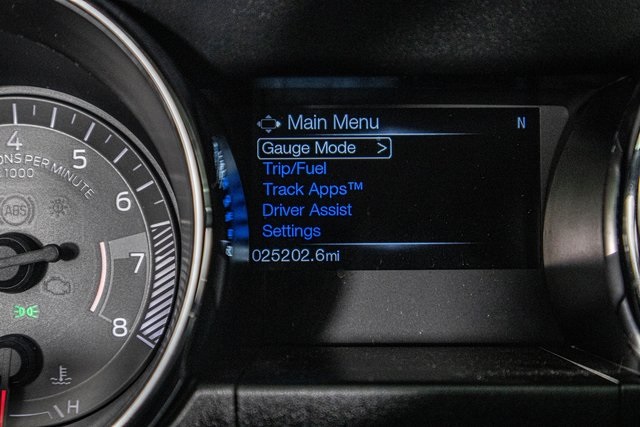 Main Menu N
Gauge Mode >
Trip/Fuel
Track Apps™
Driver Assist
Settings
025202.6mi
4
5
6
7
8
PER MINUTE
1000
ABS
H